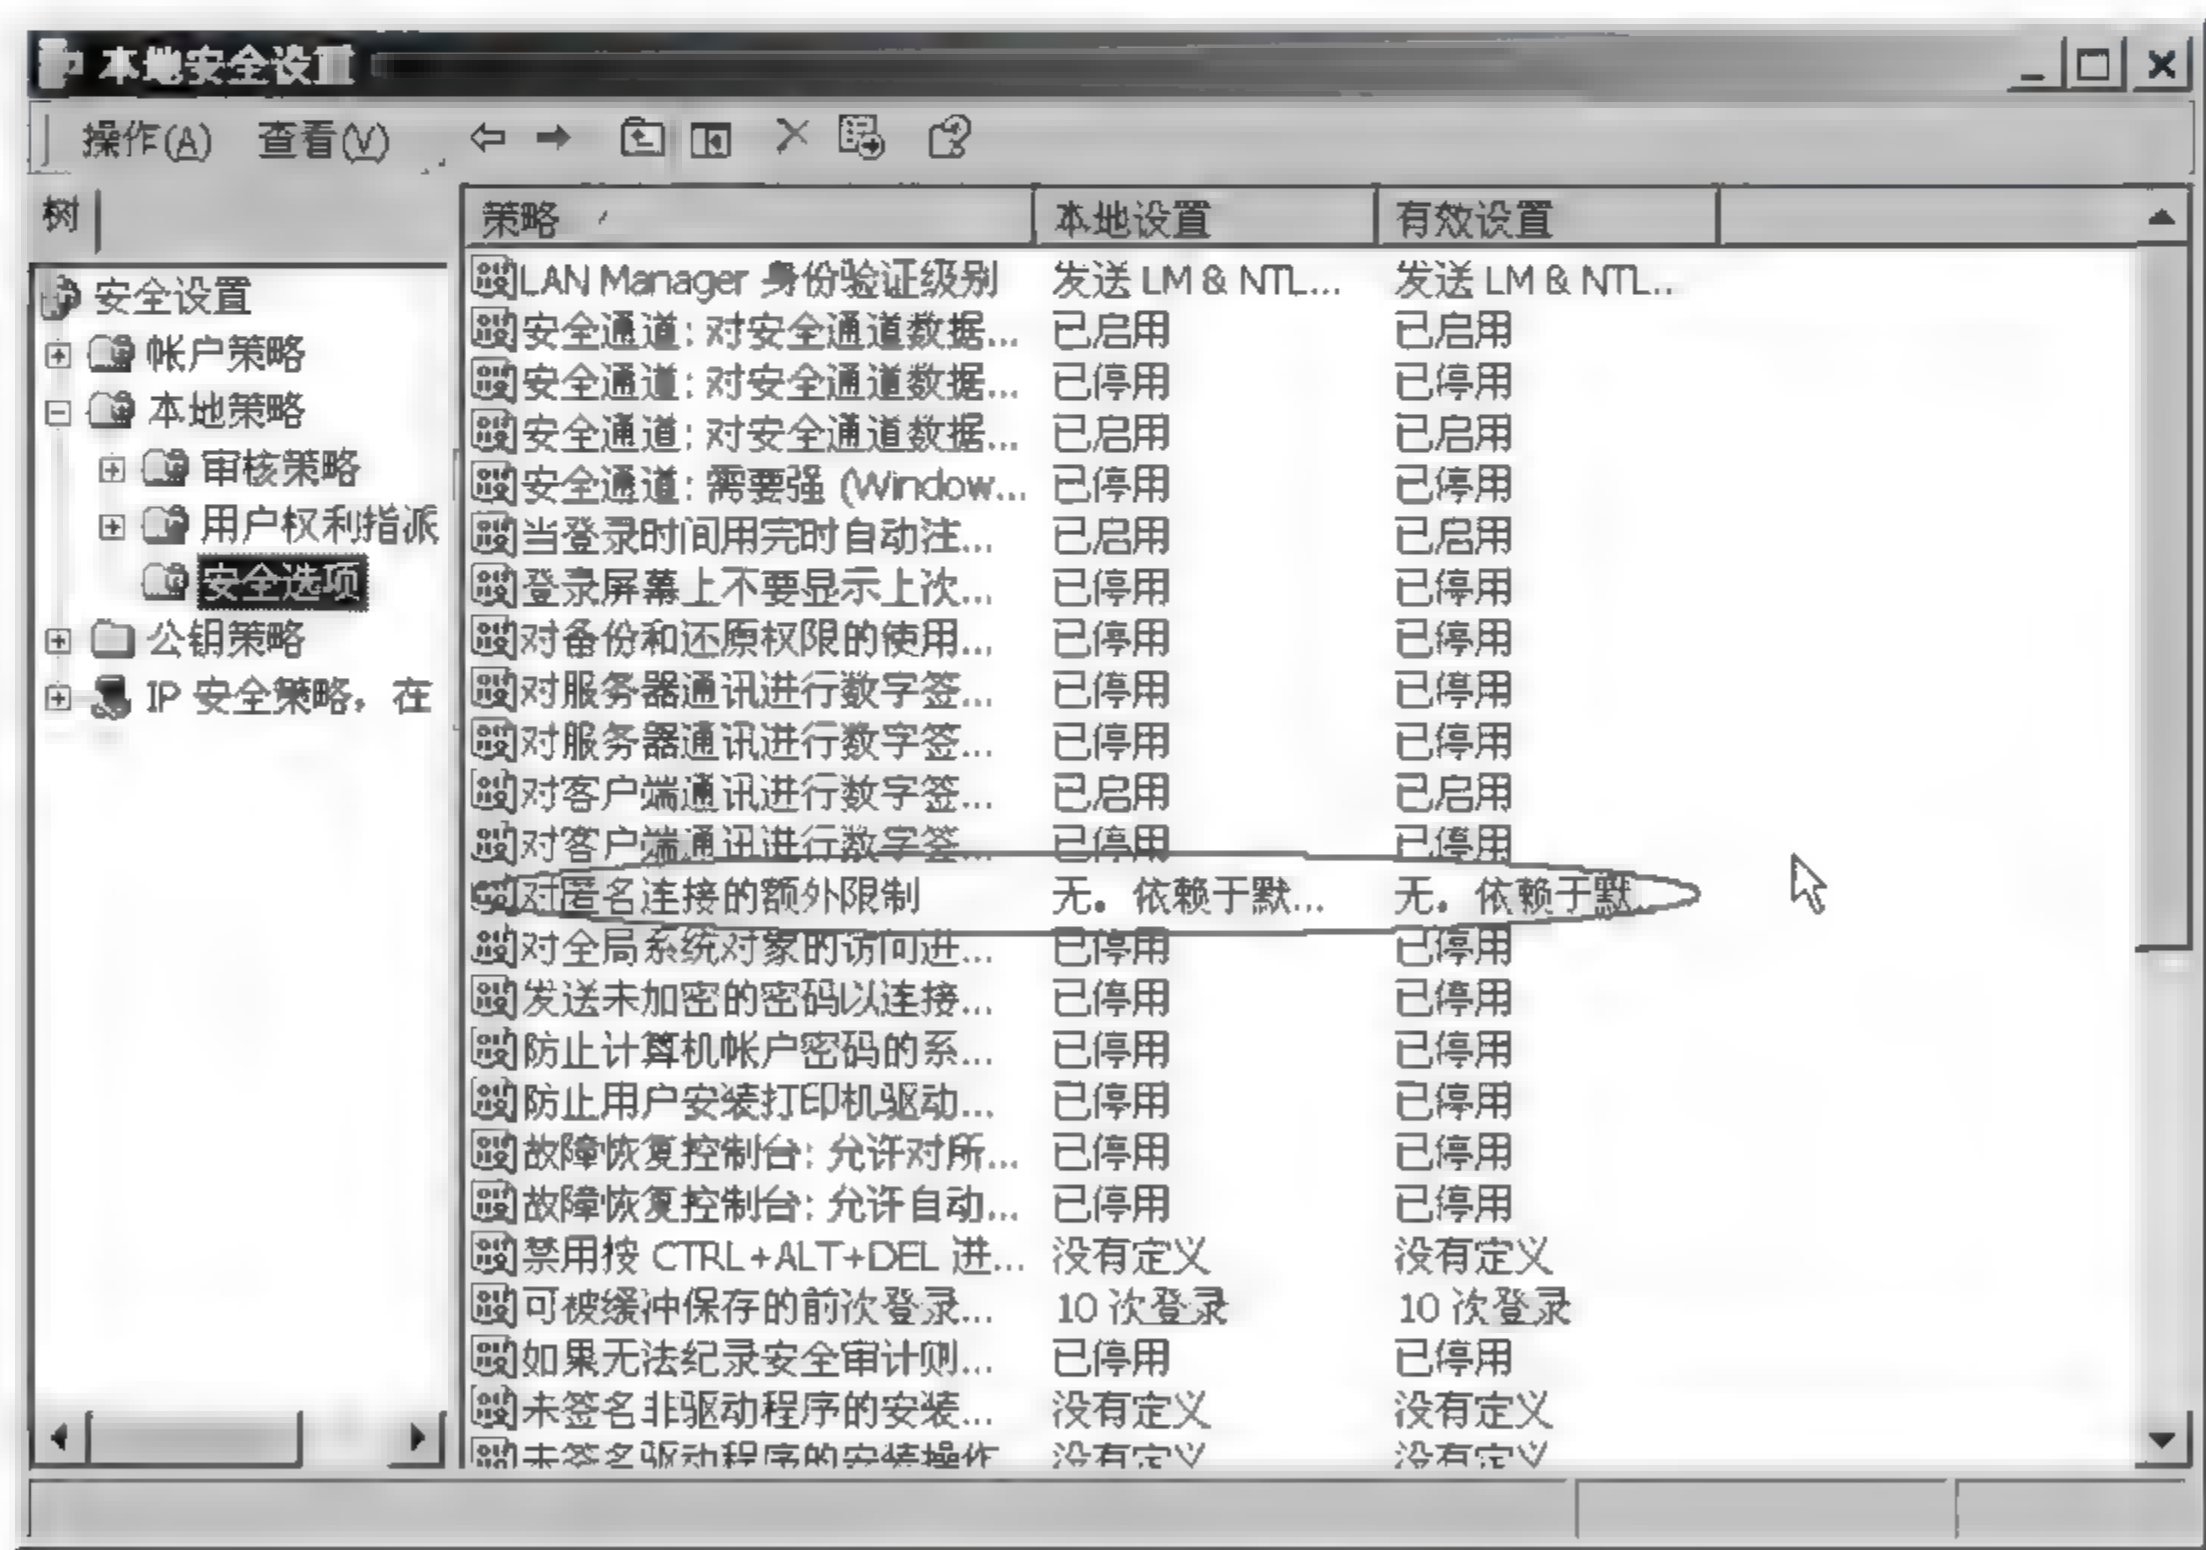 本地安全设置
操作(A) 查看(V)
树
安全设置
帐户策略
本地策略
审核策略
用户权利指派
安全选项
公钥策略
IP 安全策略，在
策略 本地设置 有效设置
LAN Manager 身份验证级别 发送 LM & NTL... 发送 LM & NTL..
安全通道: 对安全通道数据... 已启用 已启用
安全通道: 对安全通道数据... 已停用 已停用
安全通道: 对安全通道数据... 已启用 已启用
安全通道: 需要强 (Window... 已停用 已停用
当登录时间用完时自动注... 已启用 已启用
登录屏幕上不要显示上次... 已停用 已停用
对备份和还原权限的使用... 已停用 已停用
对服务器通讯进行数字签... 已停用 已停用
对服务器通讯进行数字签... 已停用 已停用
对客户端通讯进行数字签... 已启用 已启用
对客户端通讯进行数字签... 已停用 已停用
对匿名连接的额外限制 无。依赖于默... 无。依赖于默
对全局系统对象的访问进... 已停用 已停用
发送未加密的密码以连接... 已停用 已停用
防止计算机帐户密码的系... 已停用 已停用
防止用户安装打印机驱动... 已停用 已停用
故障恢复控制台: 允许对所... 已停用 已停用
故障恢复控制台: 允许自动... 已停用 已停用
禁用按 CTRL+ALT+DEL 进... 没有定义 没有定义
可被缓冲保存的前次登录... 10 次登录 10 次登录
如果无法纪录安全审计则... 已停用 已停用
未签名非驱动程序的安装... 没有定义 没有定义
未签名驱动程序的安装操作 没有定义 没有定义